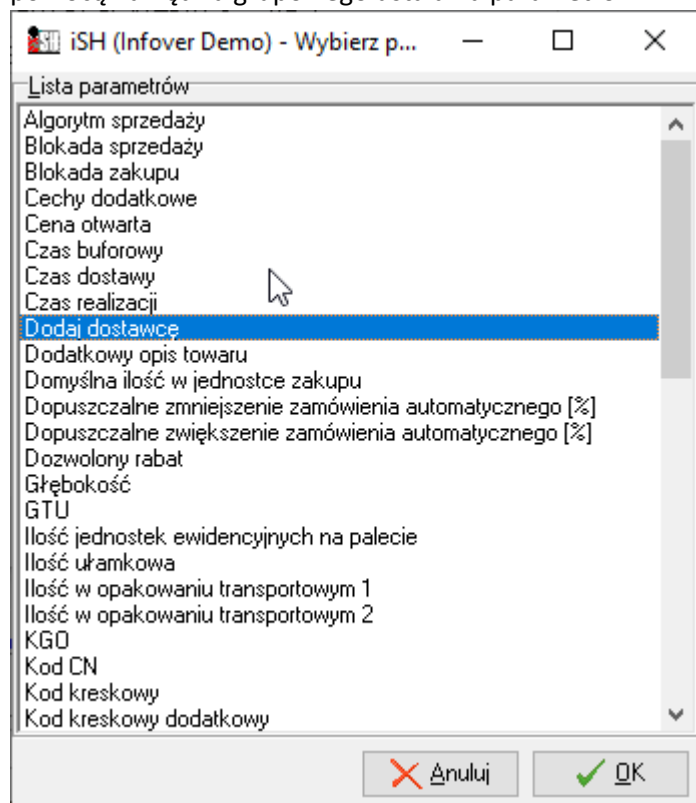 iSH (Infover Demo) - Wybierz p...
Lista parametrów
Algorytm sprzedaży
Blokada sprzedaży
Blokada zakupu
Cechy dodatkowe
Cena otwarta
Czas buforowy
Czas dostawy
Czas realizacji
Dodaj dostawcę
Dodatkowy opis towaru
Domyślna ilość w jednostce zakupu
Dopuszczalne zmniejszenie zamówienia automatycznego [%]
Dopuszczalne zwiększenie zamówienia automatycznego [%]
Dozwolony rabat
Głębokość
GTU
Ilość jednostek ewidencyjnych na palecie
Ilość ułamkowa
Ilość w opakowaniu transportowym 1
Ilość w opakowaniu transportowym 2
KGO
Kod CN
Kod kreskowy
Kod kreskowy dodatkowy
Anuluj OK